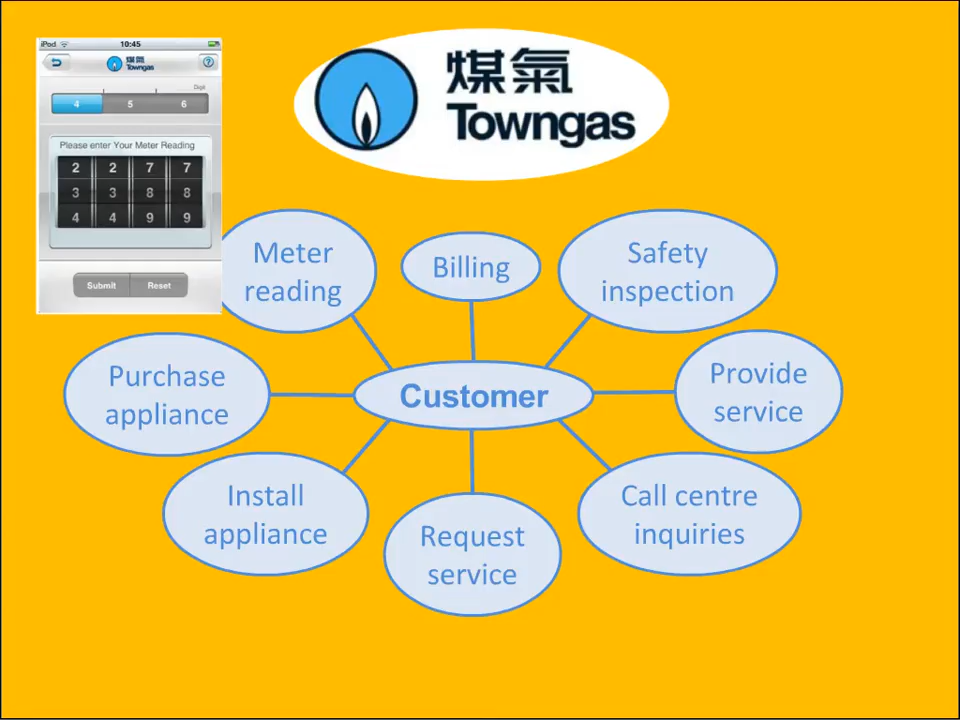 iPod 10:45
煤氣
Towngas
?
Digit
4 5 6
Please enter Your Meter Reading
2 2 7 7
3 3 8 8
4 4 9 9
Submit Reset
煤氣
Towngas
Meter
reading
Billing
Safety
inspection
Purchase
appliance
Customer
Provide
service
Install
appliance
Request
service
Call centre
inquiries